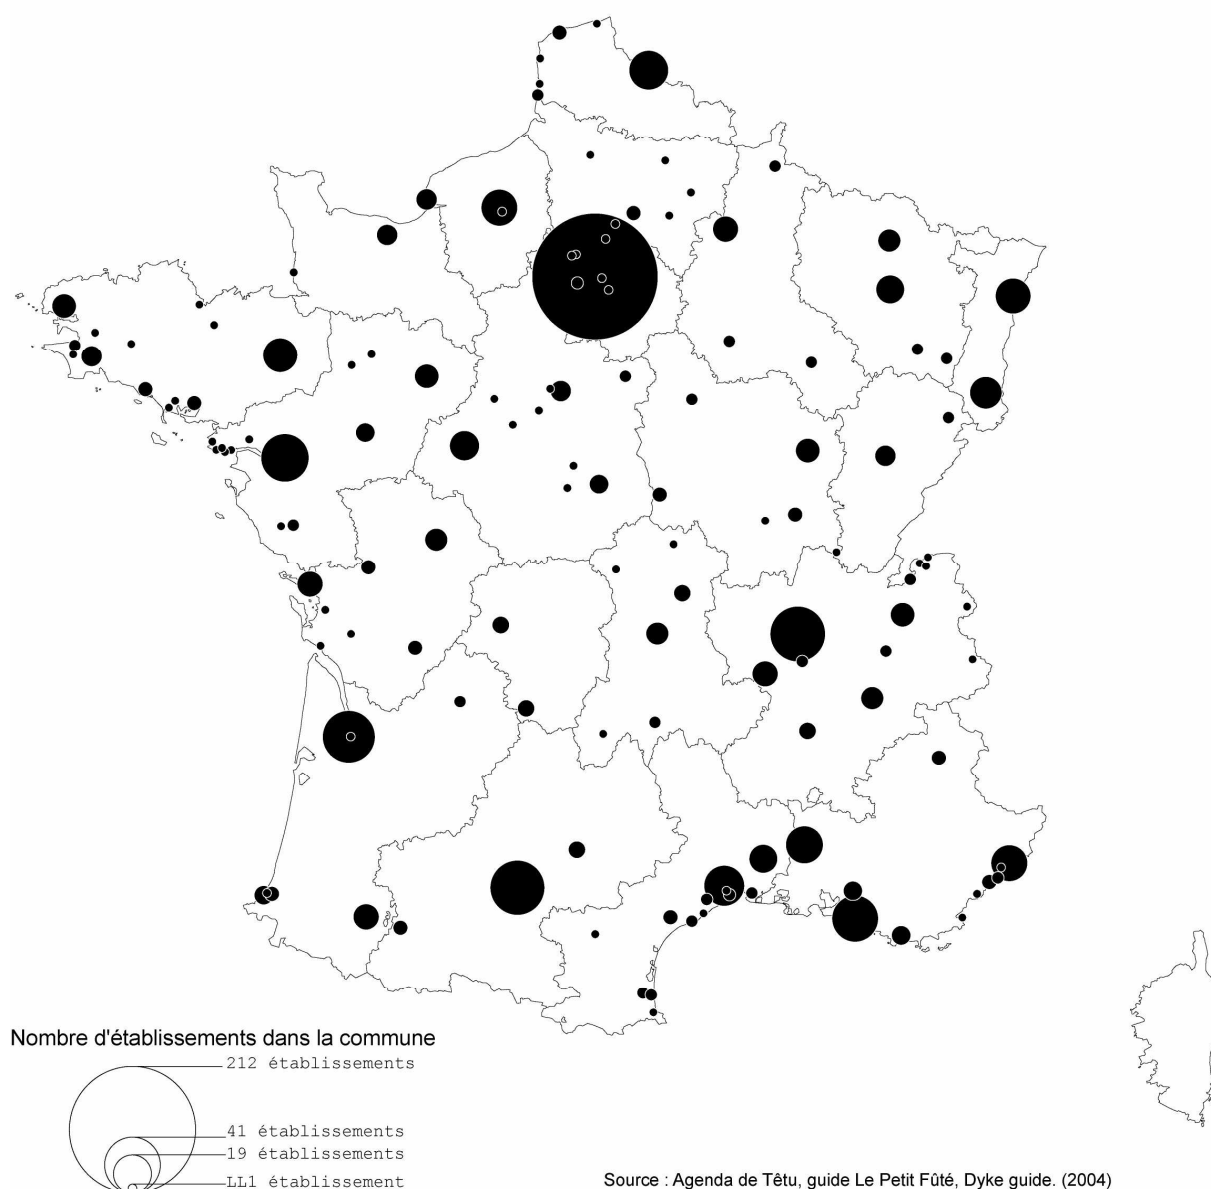 Nombre d'établissements dans la commune
212 établissements
41 établissements
19 établissements
LL1 établissement
Source : Agenda de Têtu, guide Le Petit Fûté, Dyke guide. (2004)